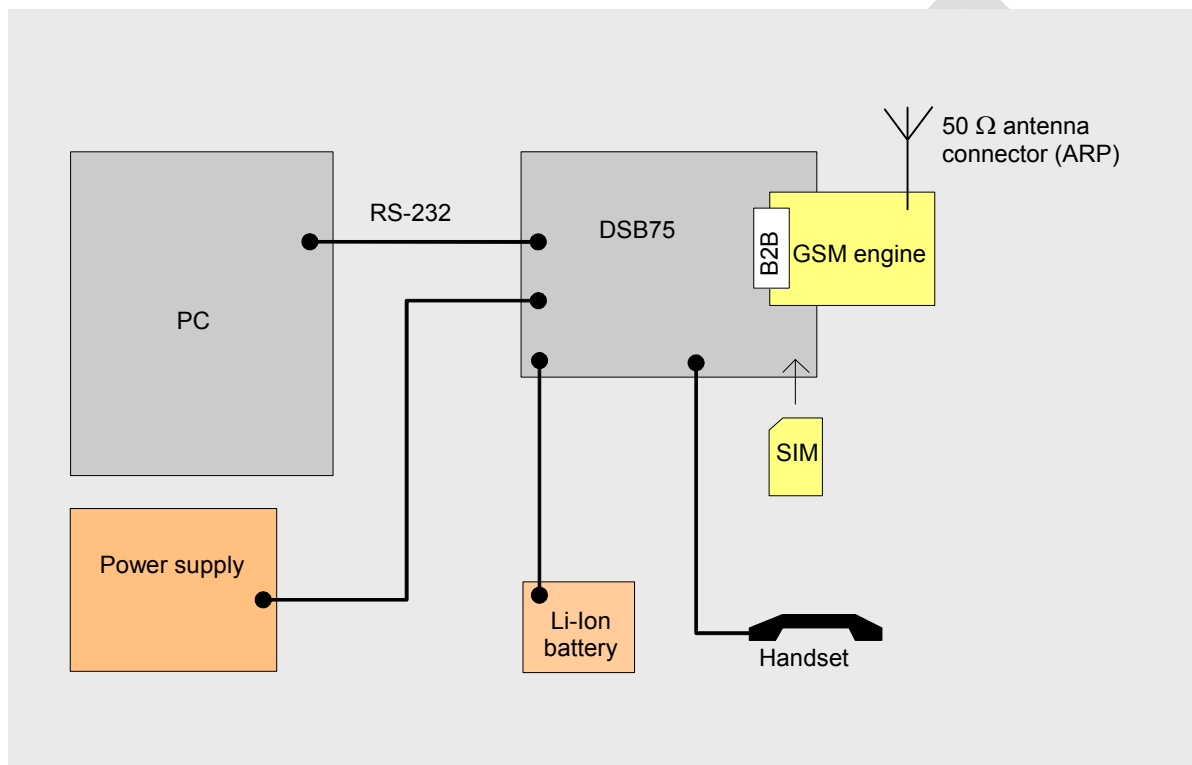 50 Ω antenna
connector (ARP)
RS-232
DSB75
B2B
GSM engine
PC
SIM
Power supply
Li-Ion
battery
Handset